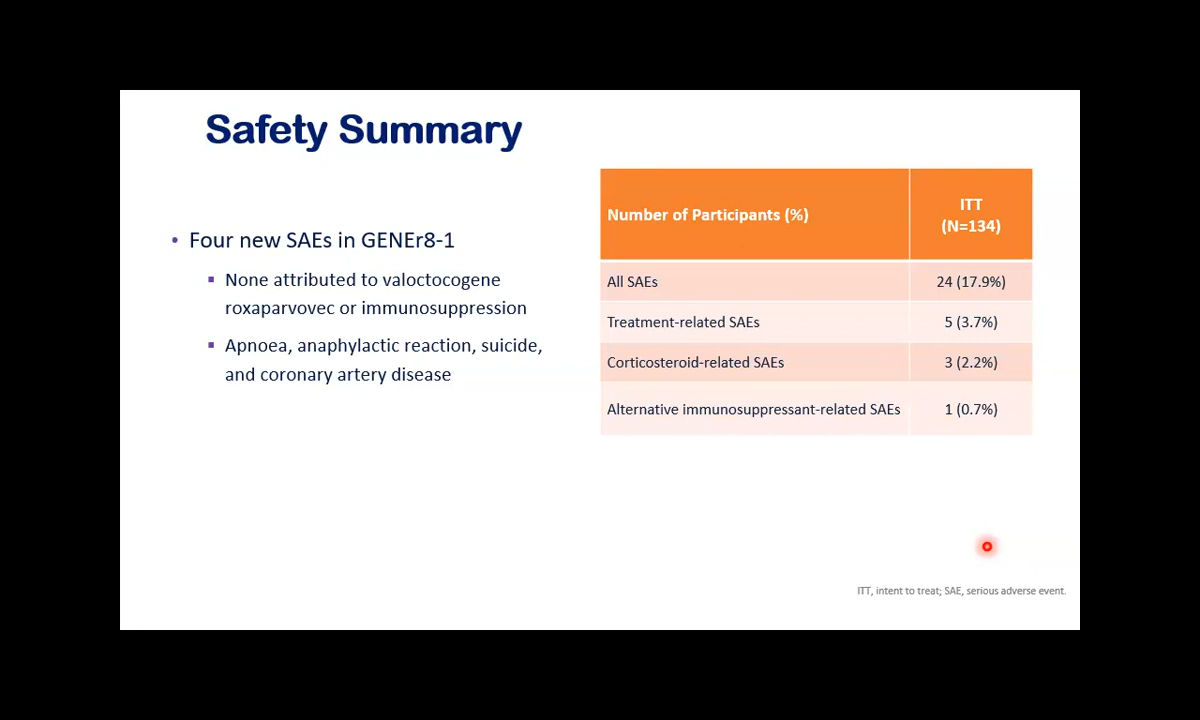 Safety Summary
• Four new SAEs in GENEr8-1
▪ None attributed to valoctocogene
roxaparvovec or immunosuppression
▪ Apnoea, anaphylactic reaction, suicide,
and coronary artery disease
Number of Participants (%)
ITT
(N=134)
All SAEs 24 (17.9%)
Treatment-related SAEs 5 (3.7%)
Corticosteroid-related SAEs 3 (2.2%)
Alternative immunosuppressant-related SAEs 1 (0.7%)
ITT, intent to treat; SAE, serious adverse event.